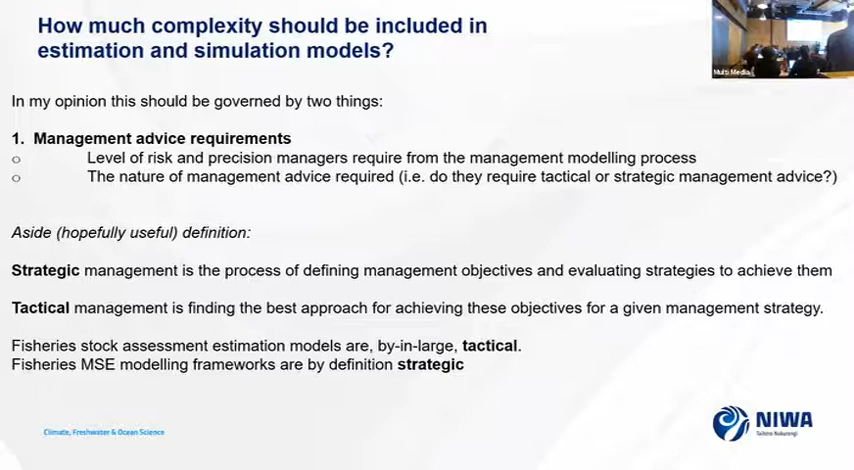 How much complexity should be included in
estimation and simulation models?
Multi Media
In my opinion this should be governed by two things:
1. Management advice requirements
o Level of risk and precision managers require from the management modelling process
o The nature of management advice required (i.e. do they require tactical or strategic management advice?)
Aside (hopefully useful) definition:
Strategic management is the process of defining management objectives and evaluating strategies to achieve them
Tactical management is finding the best approach for achieving these objectives for a given management strategy.
Fisheries stock assessment estimation models are, by-in-large, tactical.
Fisheries MSE modelling frameworks are by definition strategic
Climate, Freshwater & Ocean Science
NIWA
Taihoro Nukurangi